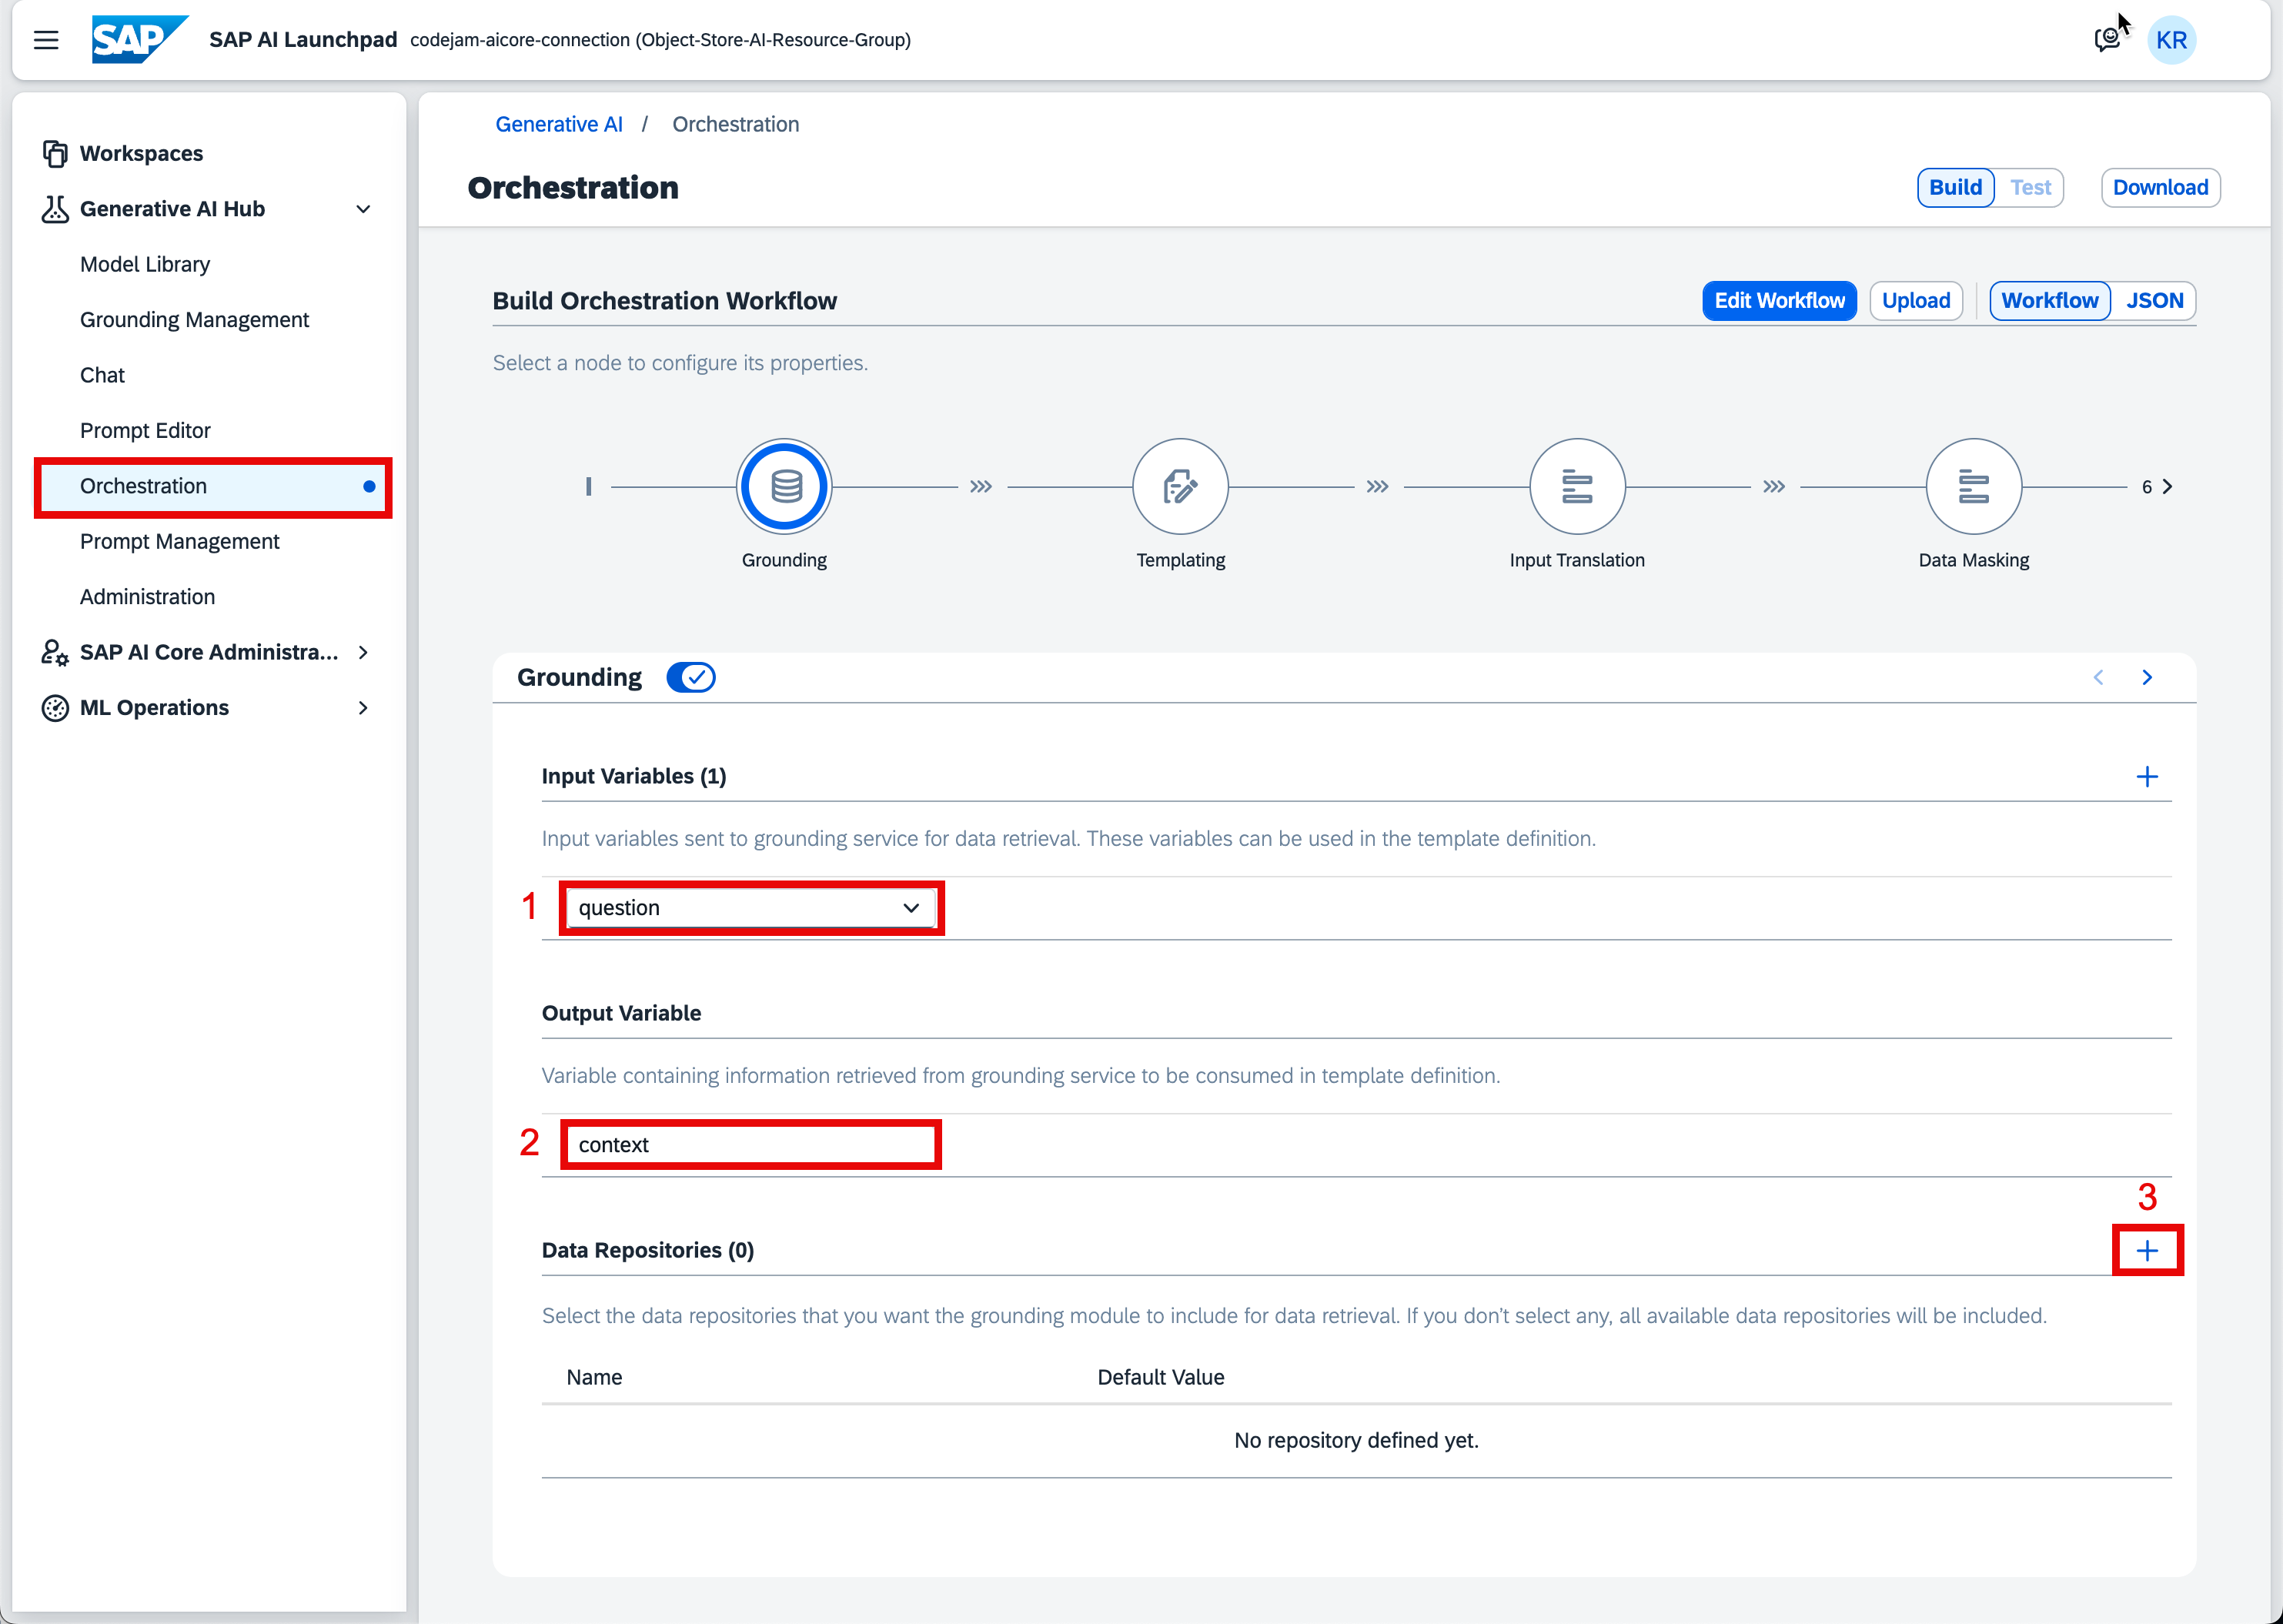 SAP SAP AI Launchpad codejam-aicore-connection (Object-Store-AI-Resource-Group) KR
Workspaces
Generative AI Hub
Model Library
Grounding Management
Chat
Prompt Editor
Orchestration
Prompt Management
Administration
SAP AI Core Administra...
ML Operations
Generative AI / Orchestration
Orchestration Build Test Download
Build Orchestration Workflow Edit Workflow Upload Workflow JSON
Select a node to configure its properties.
6
Grounding Templating Input Translation Data Masking
Grounding
Input Variables (1)
Input variables sent to grounding service for data retrieval. These variables can be used in the template definition.
1 question
Output Variable
Variable containing information retrieved from grounding service to be consumed in template definition.
2 context
3
Data Repositories (0)
Select the data repositories that you want the grounding module to include for data retrieval. If you don't select any, all available data repositories will be included.
Name Default Value
No repository defined yet.